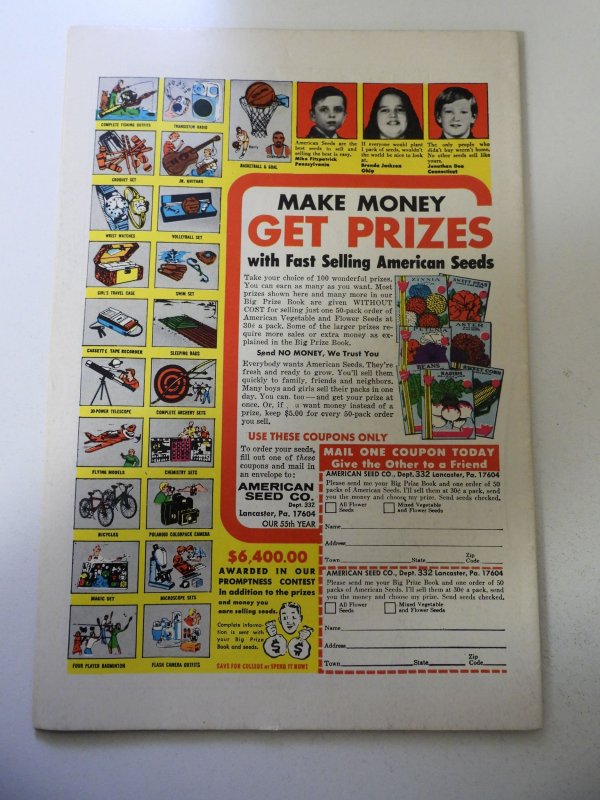 COMPLETE FISHING OUTFITS
TRANSISTOR RADIO
BASKETBALL & GOAL
CROQUET SET
JR. GUITARS
WRIST WATCHES
VOLLEYBALL SET
GIRL'S TRAVEL CASE
SWIM SET
CASSETTE TAPE RECORDER
SLEEPING BAGS
30-POWER TELESCOPE
COMPLETE ARCHERY SETS
FLYING MODELS
CHEMISTRY SETS
BICYCLES
POLAROID COLORPACK CAMERA
MAGIC SET
MICROSCOPE SETS
FOUR PLAYER BADMINTON
FLASH CAMERA OUTFITS
American Seeds are the
best seeds to sell and
selling the best is easy.
Mike Fitzpatrick
Pennsylvania
If everyone would plant
1 pack of seeds, wouldn't
the world be nice to look
at.
Brenda Jackson
Ohio
The only people who
didn't buy weren't home.
No other seeds sell like
yours.
Jonathan Dea
Connecticut
MAKE MONEY
GET PRIZES
with Fast Selling American Seeds
Take your choice of 100 wonderful prizes.
You can earn as many as you want. Most
prizes shown here and many more in our
Big Prize Book are given WITHOUT
COST for selling just one 50-pack order of
American Vegetable and Flower Seeds at
30¢ a pack. Some of the larger prizes re-
quire more sales or extra money as ex-
plained in the Big Prize Book.
Send NO MONEY, We Trust You
Everybody wants American Seeds. They're
fresh and ready to grow. You'll sell them
quickly to family, friends and neighbors.
Many boys and girls sell their packs in one
day. You can, too — and get your prize at
once. Or, if a want money instead of a
prize, keep $5.00 for every 50-pack order
you sell.
ZINNIA
SWEET PEAS
PETUNIA
ASTER
BEANS
RADISH
SWEET CORN
USE THESE COUPONS ONLY
To order your seeds,
fill out one of these
coupons and mail in
an envelope to:
AMERICAN
SEED CO.
Dept. 332
Lancaster, Pa. 17604
OUR 55th YEAR
MAIL ONE COUPON TODAY
Give the Other to a Friend
AMERICAN SEED CO., Dept. 332 Lancaster, Pa. 17604
Please send me your Big Prize Book and one order of 50
packs of American Seeds. I'll sell them at 30¢ a pack, send
you the money and choose my prize. Send seeds checked.
All Flower
Seeds
Mixed Vegetable
and Flower Seeds
Name
Address
Town State Zip Code
AMERICAN SEED CO., Dept. 332 Lancaster, Pa. 17604
Please send me your Big Prize Book and one order of 50
packs of American Seeds. I'll sell them at 30¢ a pack, send
you the money and choose my prize. Send seeds checked.
All Flower
Seeds
Mixed Vegetable
and Flower Seeds
Name
Address
Town State Zip Code
$6,400.00
AWARDED IN OUR
PROMPTNESS CONTEST
In addition to the prizes
and money you
earn selling seeds.
Complete informa-
tion is sent with
your Big Prize
Book and seeds.
$ $
SAVE FOR COLLEGE or SPEND IT NOW!